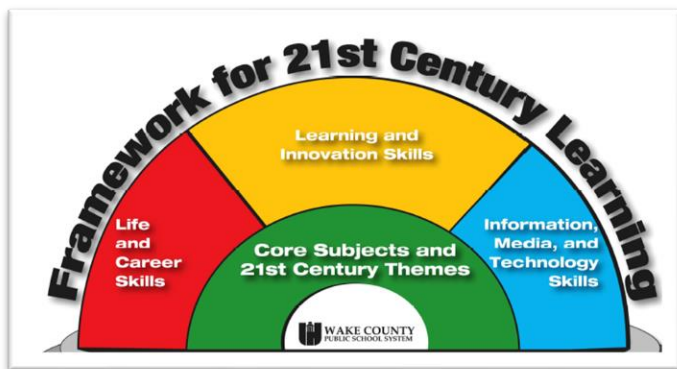 Framework for 21st Century Learning
Learning and
Innovation Skills
Life
and
Career
Skills
Core Subjects and
21st Century Themes
Information,
Media, and
Technology
Skills
WAKE COUNTY
PUBLIC SCHOOL SYSTEM